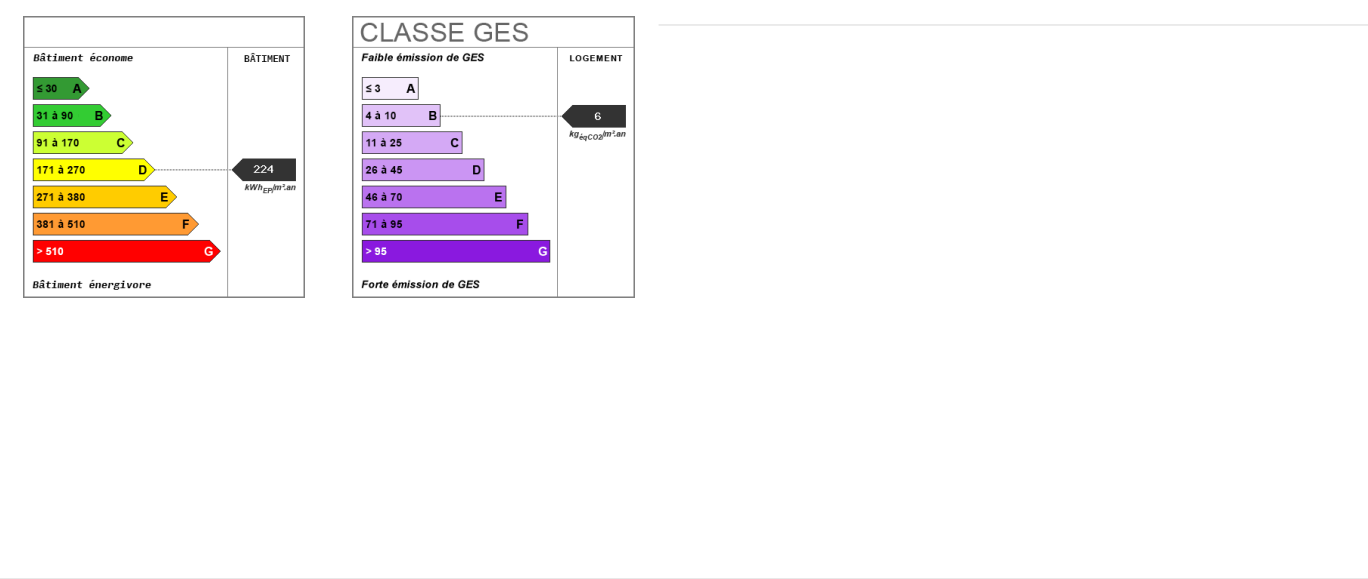 Bâtiment économe
BÂTIMENT
≤ 30 A
31 à 90 B
91 à 170 C
171 à 270 D
224
kWhEP/m².an
271 à 380 E
381 à 510 F
> 510 G
Bâtiment énergivore
CLASSE GES
Faible émission de GES
LOGEMENT
≤ 3 A
4 à 10 B
6
kgéqCO2/m².an
11 à 25 C
26 à 45 D
46 à 70 E
71 à 95 F
> 95 G
Forte émission de GES